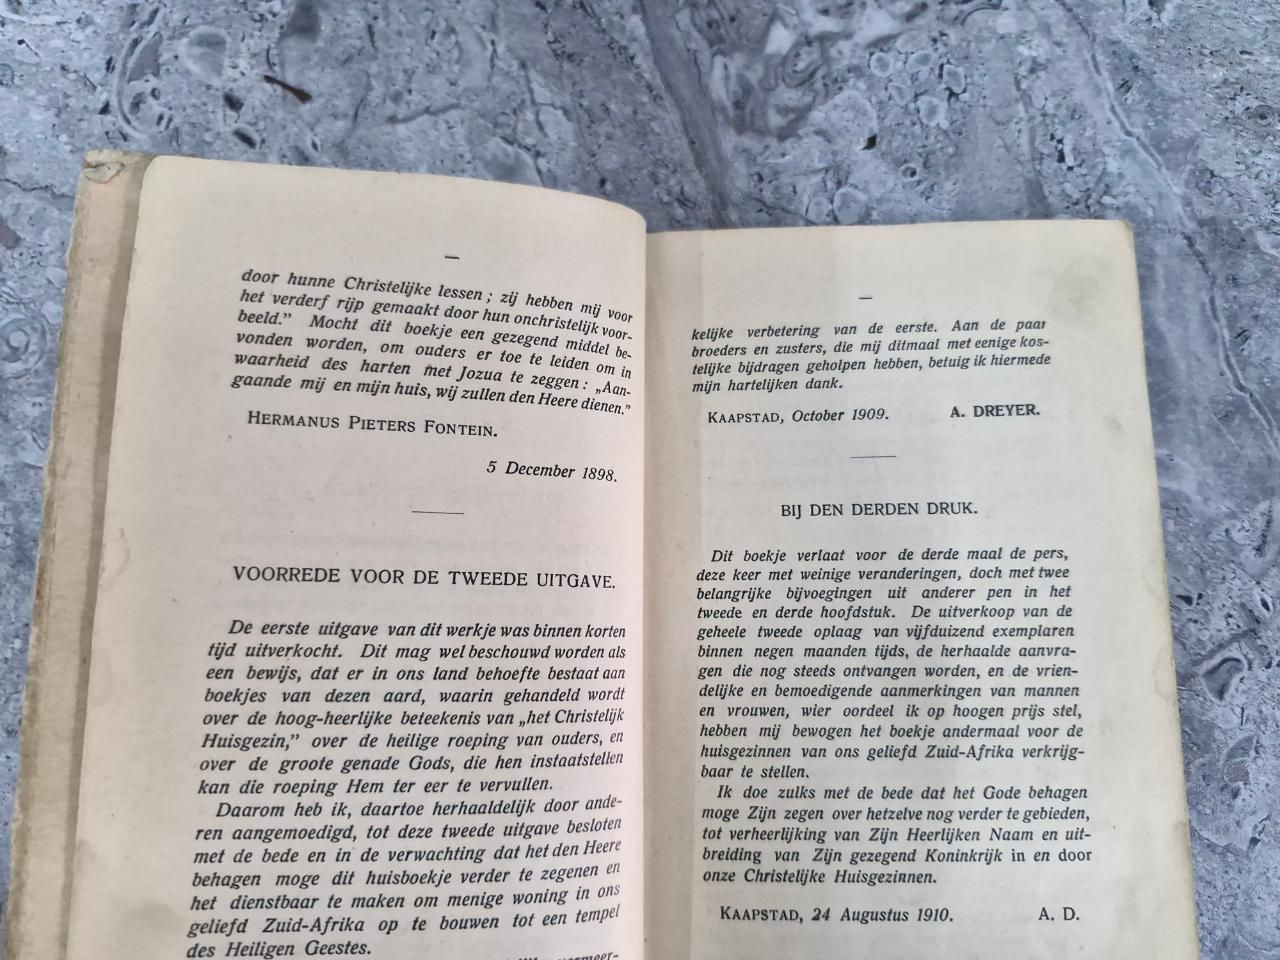 —
door hunne Christelijke lessen; zij hebben mij voor
het verderf rijp gemaakt door hun onchristelijk voor-
beeld.” Mocht dit boekje een gezegend middel be-
vonden worden, om ouders er toe te leiden om in
waarheid des harten met Jozua te zeggen: „Aan-
gaande mij en mijn huis, wij zullen den Heere dienen.”
HERMANUS PIETERS FONTEIN.
5 December 1898.
VOORREDE VOOR DE TWEEDE UITGAVE.
De eerste uitgave van dit werkje was binnen korten
tijd uitverkocht. Dit mag wel beschouwd worden als
een bewijs, dat er in ons land behoefte bestaat aan
boekjes van dezen aard, waarin gehandeld wordt
over de hoog-heerlijke beteekenis van „het Christelijk
Huisgezin,” over de heilige roeping van ouders, en
over de groote genade Gods, die hen instaatstellen
kan die roeping Hem ter eer te vervullen.
Daarom heb ik, daartoe herhaaldelijk door ande-
ren aangemoedigd, tot deze tweede uitgave besloten
met de bede en in de verwachting dat het den Heere
behagen moge dit huisboekje verder te zegenen en
het dienstbaar te maken om menige woning in ons
geliefd Zuid-Afrika op te bouwen tot een tempel
des Heiligen Geestes.
—
kelijke verbetering van de eerste. Aan de paar
broeders en zusters, die mij ditmaal met eenige kos-
telijke bijdragen geholpen hebben, betuig ik hiermede
mijn hartelijken dank.
KAAPSTAD, October 1909. A. DREYER.
BIJ DEN DERDEN DRUK.
Dit boekje verlaat voor de derde maal de pers,
deze keer met weinige veranderingen, doch met twee
belangrijke bijvoegingen uit anderer pen in het
tweede en derde hoofdstuk. De uitverkoop van de
geheele tweede oplaag van vijfduizend exemplaren
binnen negen maanden tijds, de herhaalde aanvra-
gen die nog steeds ontvangen worden, en de vrien-
delijke en bemoedigende aanmerkingen van mannen
en vrouwen, wier oordeel ik op hoogen prijs stel,
hebben mij bewogen het boekje andermaal voor de
huisgezinnen van ons geliefd Zuid-Afrika verkrijg-
baar te stellen.
Ik doe zulks met de bede dat het Gode behagen
moge Zijn zegen over hetzelve nog verder te gebieden,
tot verheerlijking van Zijn Heerlijken Naam en uit-
breiding van Zijn gezegend Koninkrijk in en door
onze Christelijke Huisgezinnen.
KAAPSTAD, 24 Augustus 1910. A. D.